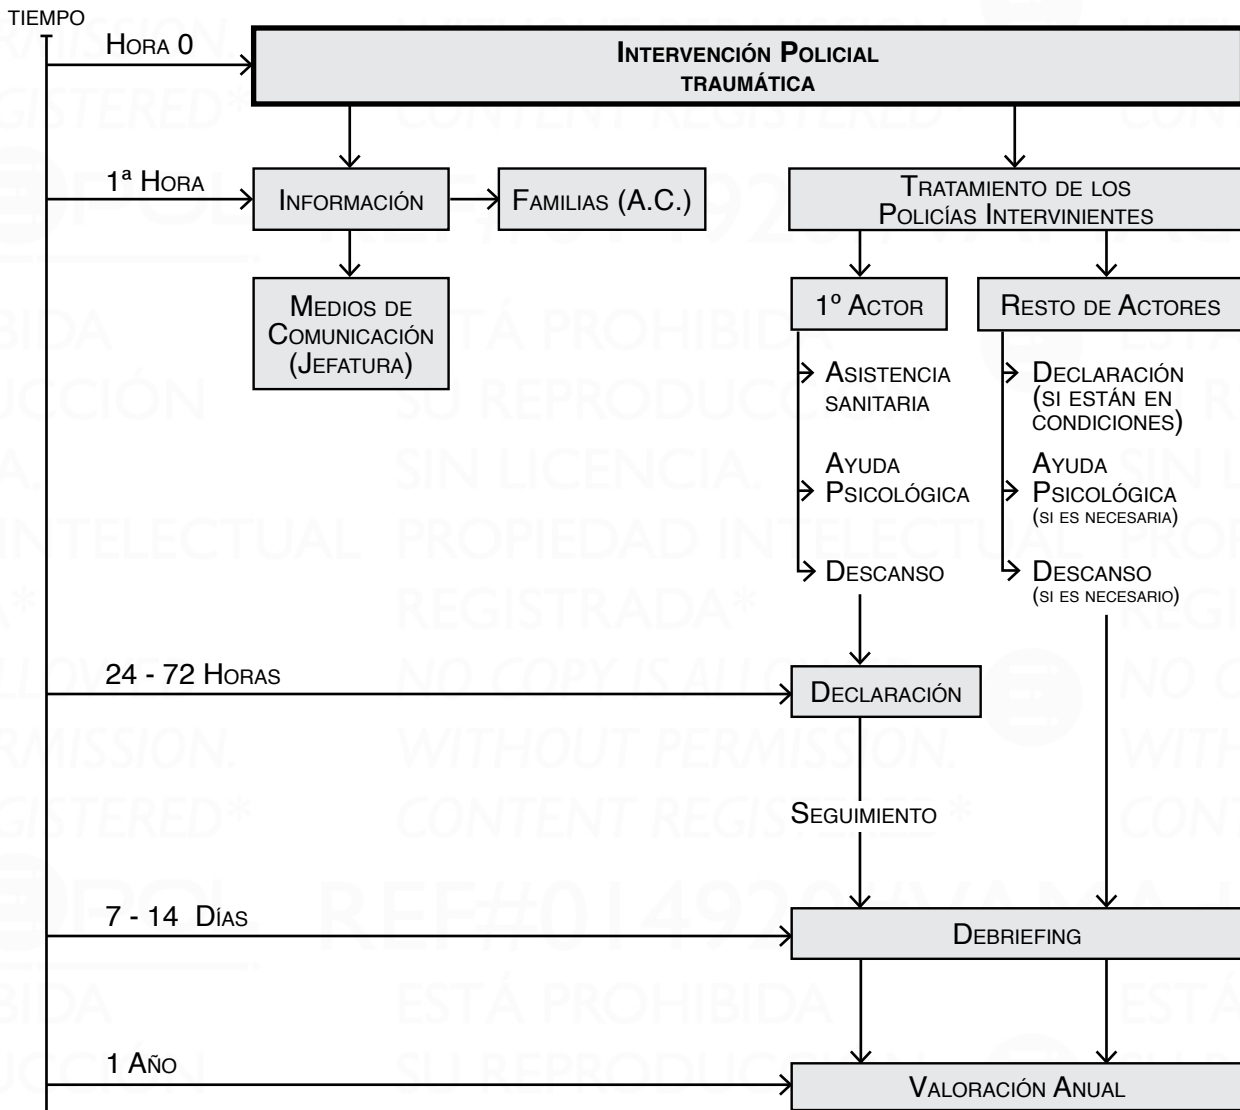 TIEMPO
Hora 0
Intervención Policial
traumática
1ª Hora
Información
Familias (A.C.)
Tratamiento de los
Policías Intervinientes
Medios de
Comunicación
(Jefatura)
1º Actor
Resto de Actores
Asistencia
sanitaria
Declaración
(si están en
condiciones)
Ayuda
Psicológica
Ayuda
Psicológica
(si es necesaria)
Descanso
Descanso
(si es necesario)
24 - 72 Horas
Declaración
Seguimiento
7 - 14 Días
Debriefing
1 Año
Valoración Anual